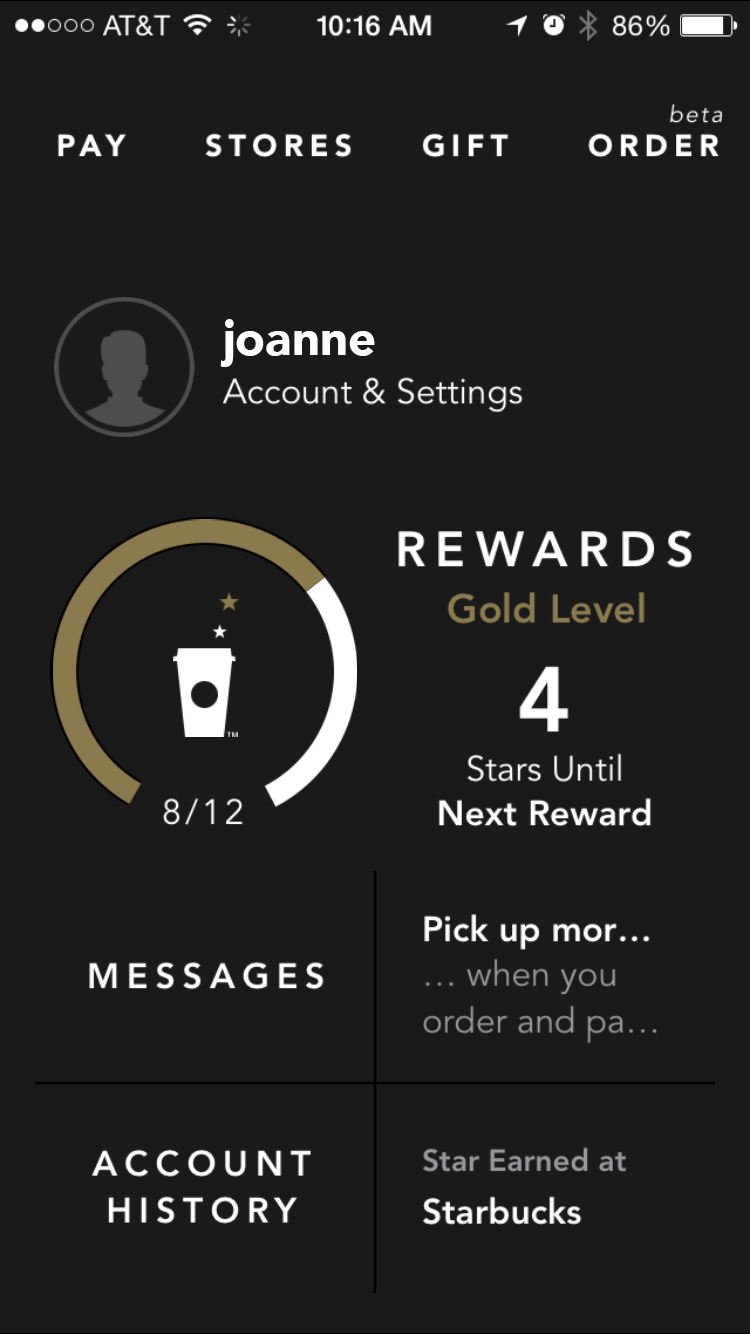 AT&T 10:16 AM 86%
beta
PAY STORES GIFT ORDER
joanne
Account & Settings
REWARDS
Gold Level
4
Stars Until
Next Reward
TM
8/12
MESSAGES
Pick up mor...
... when you
order and pa...
ACCOUNT
HISTORY
Star Earned at
Starbucks